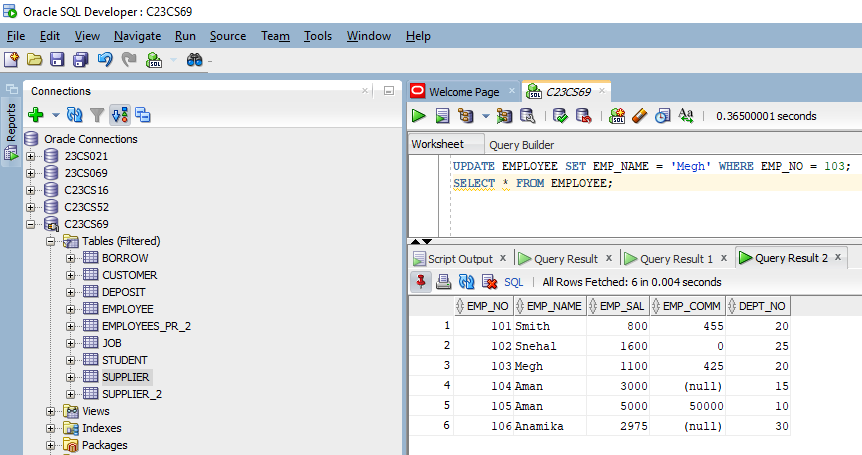 Oracle SQL Developer : C23CS69
File Edit View Navigate Run Source Team Tools Window Help
SQL
Reports
Connections
Oracle Connections
23CS021
23CS069
C23CS16
C23CS52
C23CS69
Tables (Filtered)
BORROW
CUSTOMER
DEPOSIT
EMPLOYEE
EMPLOYEES_PR_2
JOB
STUDENT
SUPPLIER
SUPPLIER_2
Views
Indexes
Packages
Welcome Page C23CS69
0.36500001 seconds
Worksheet Query Builder
UPDATE EMPLOYEE SET EMP_NAME = 'Megh' WHERE EMP_NO = 103;
SELECT * FROM EMPLOYEE;
Script Output Query Result Query Result 1 Query Result 2
SQL All Rows Fetched: 6 in 0.004 seconds
EMP_NO EMP_NAME EMP_SAL EMP_COMM DEPT_NO
1 101 Smith 800 455 20
2 102 Snehal 1600 0 25
3 103 Megh 1100 425 20
4 104 Aman 3000 (null) 15
5 105 Aman 5000 50000 10
6 106 Anamika 2975 (null) 30